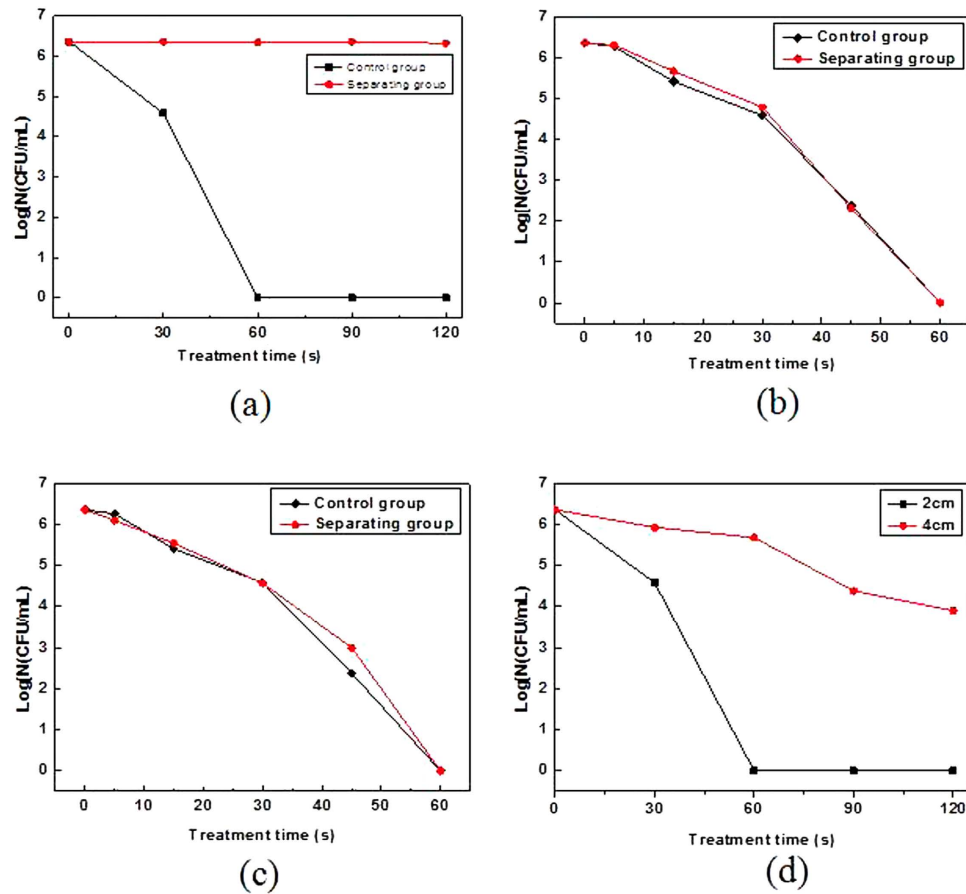 7
6
5
4
3
2
1
0
Log(N(CFU/mL)
Control group
Separating group
0 30 60 90 120
Treatment time (s)
(a)
7
6
5
4
3
2
1
0
Log[N(CFU/mL)
Control group
Separating group
0 10 20 30 40 50 60
Treatment time (s)
(b)
7
6
5
4
3
2
1
0
Log[N(CFU/mL)
Control group
Separating group
0 10 20 30 40 50 60
Treatment time (s)
(c)
7
6
5
4
3
2
1
0
Log[N(CFU/mL)
2cm
4cm
0 30 60 90 120
Treatment time (s)
(d)